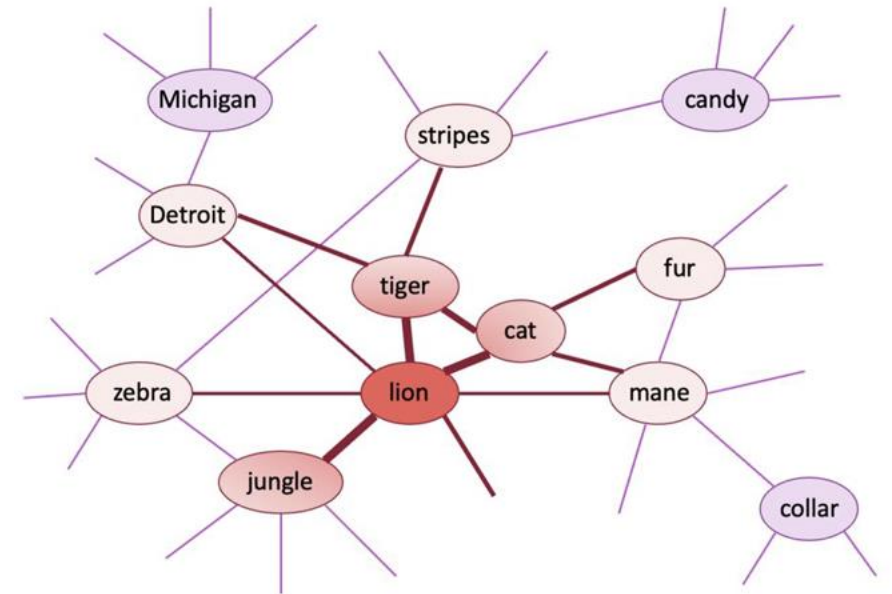 Michigan
candy
stripes
Detroit
fur
tiger
cat
zebra
lion
mane
jungle
collar